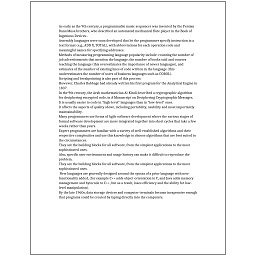 As early as the 9th century, a programmable music sequencer was invented by the Persian
Banu Musa brothers, who described an automated mechanical flute player in the Book of
Ingenious Devices.
Assembly languages were soon developed that let the programmer specify instruction in a
text format (e.g., ADD X, TOTAL), with abbreviations for each operation code and
meaningful names for specifying addresses.
Methods of measuring programming language popularity include: counting the number of
job advertisements that mention the language, the number of books sold and courses
teaching the language (this overestimates the importance of newer languages), and
estimates of the number of existing lines of code written in the language (this
underestimates the number of users of business languages such as COBOL).
Scripting and breakpointing is also part of this process.
However, Charles Babbage had already written his first program for the Analytical Engine in
1837.
In the 9th century, the Arab mathematician Al-Kindi described a cryptographic algorithm
for deciphering encrypted code, in A Manuscript on Deciphering Cryptographic Messages.
It is usually easier to code in "high-level" languages than in "low-level" ones.
It affects the aspects of quality above, including portability, usability and most importantly
maintainability.
Many programmers use forms of Agile software development where the various stages of
formal software development are more integrated together into short cycles that take a few
weeks rather than years.
Expert programmers are familiar with a variety of well-established algorithms and their
respective complexities and use this knowledge to choose algorithms that are best suited to
the circumstances.
They are the building blocks for all software, from the simplest applications to the most
sophisticated ones.
Also, specific user environment and usage history can make it difficult to reproduce the
problem.
They are the building blocks for all software, from the simplest applications to the most
sophisticated ones.
New languages are generally designed around the syntax of a prior language with new
functionality added, (for example C++ adds object-orientation to C, and Java adds memory
management and bytecode to C++, but as a result, loses efficiency and the ability for low-
level manipulation).
By the late 1960s, data storage devices and computer terminals became inexpensive enough
that programs could be created by typing directly into the computers.